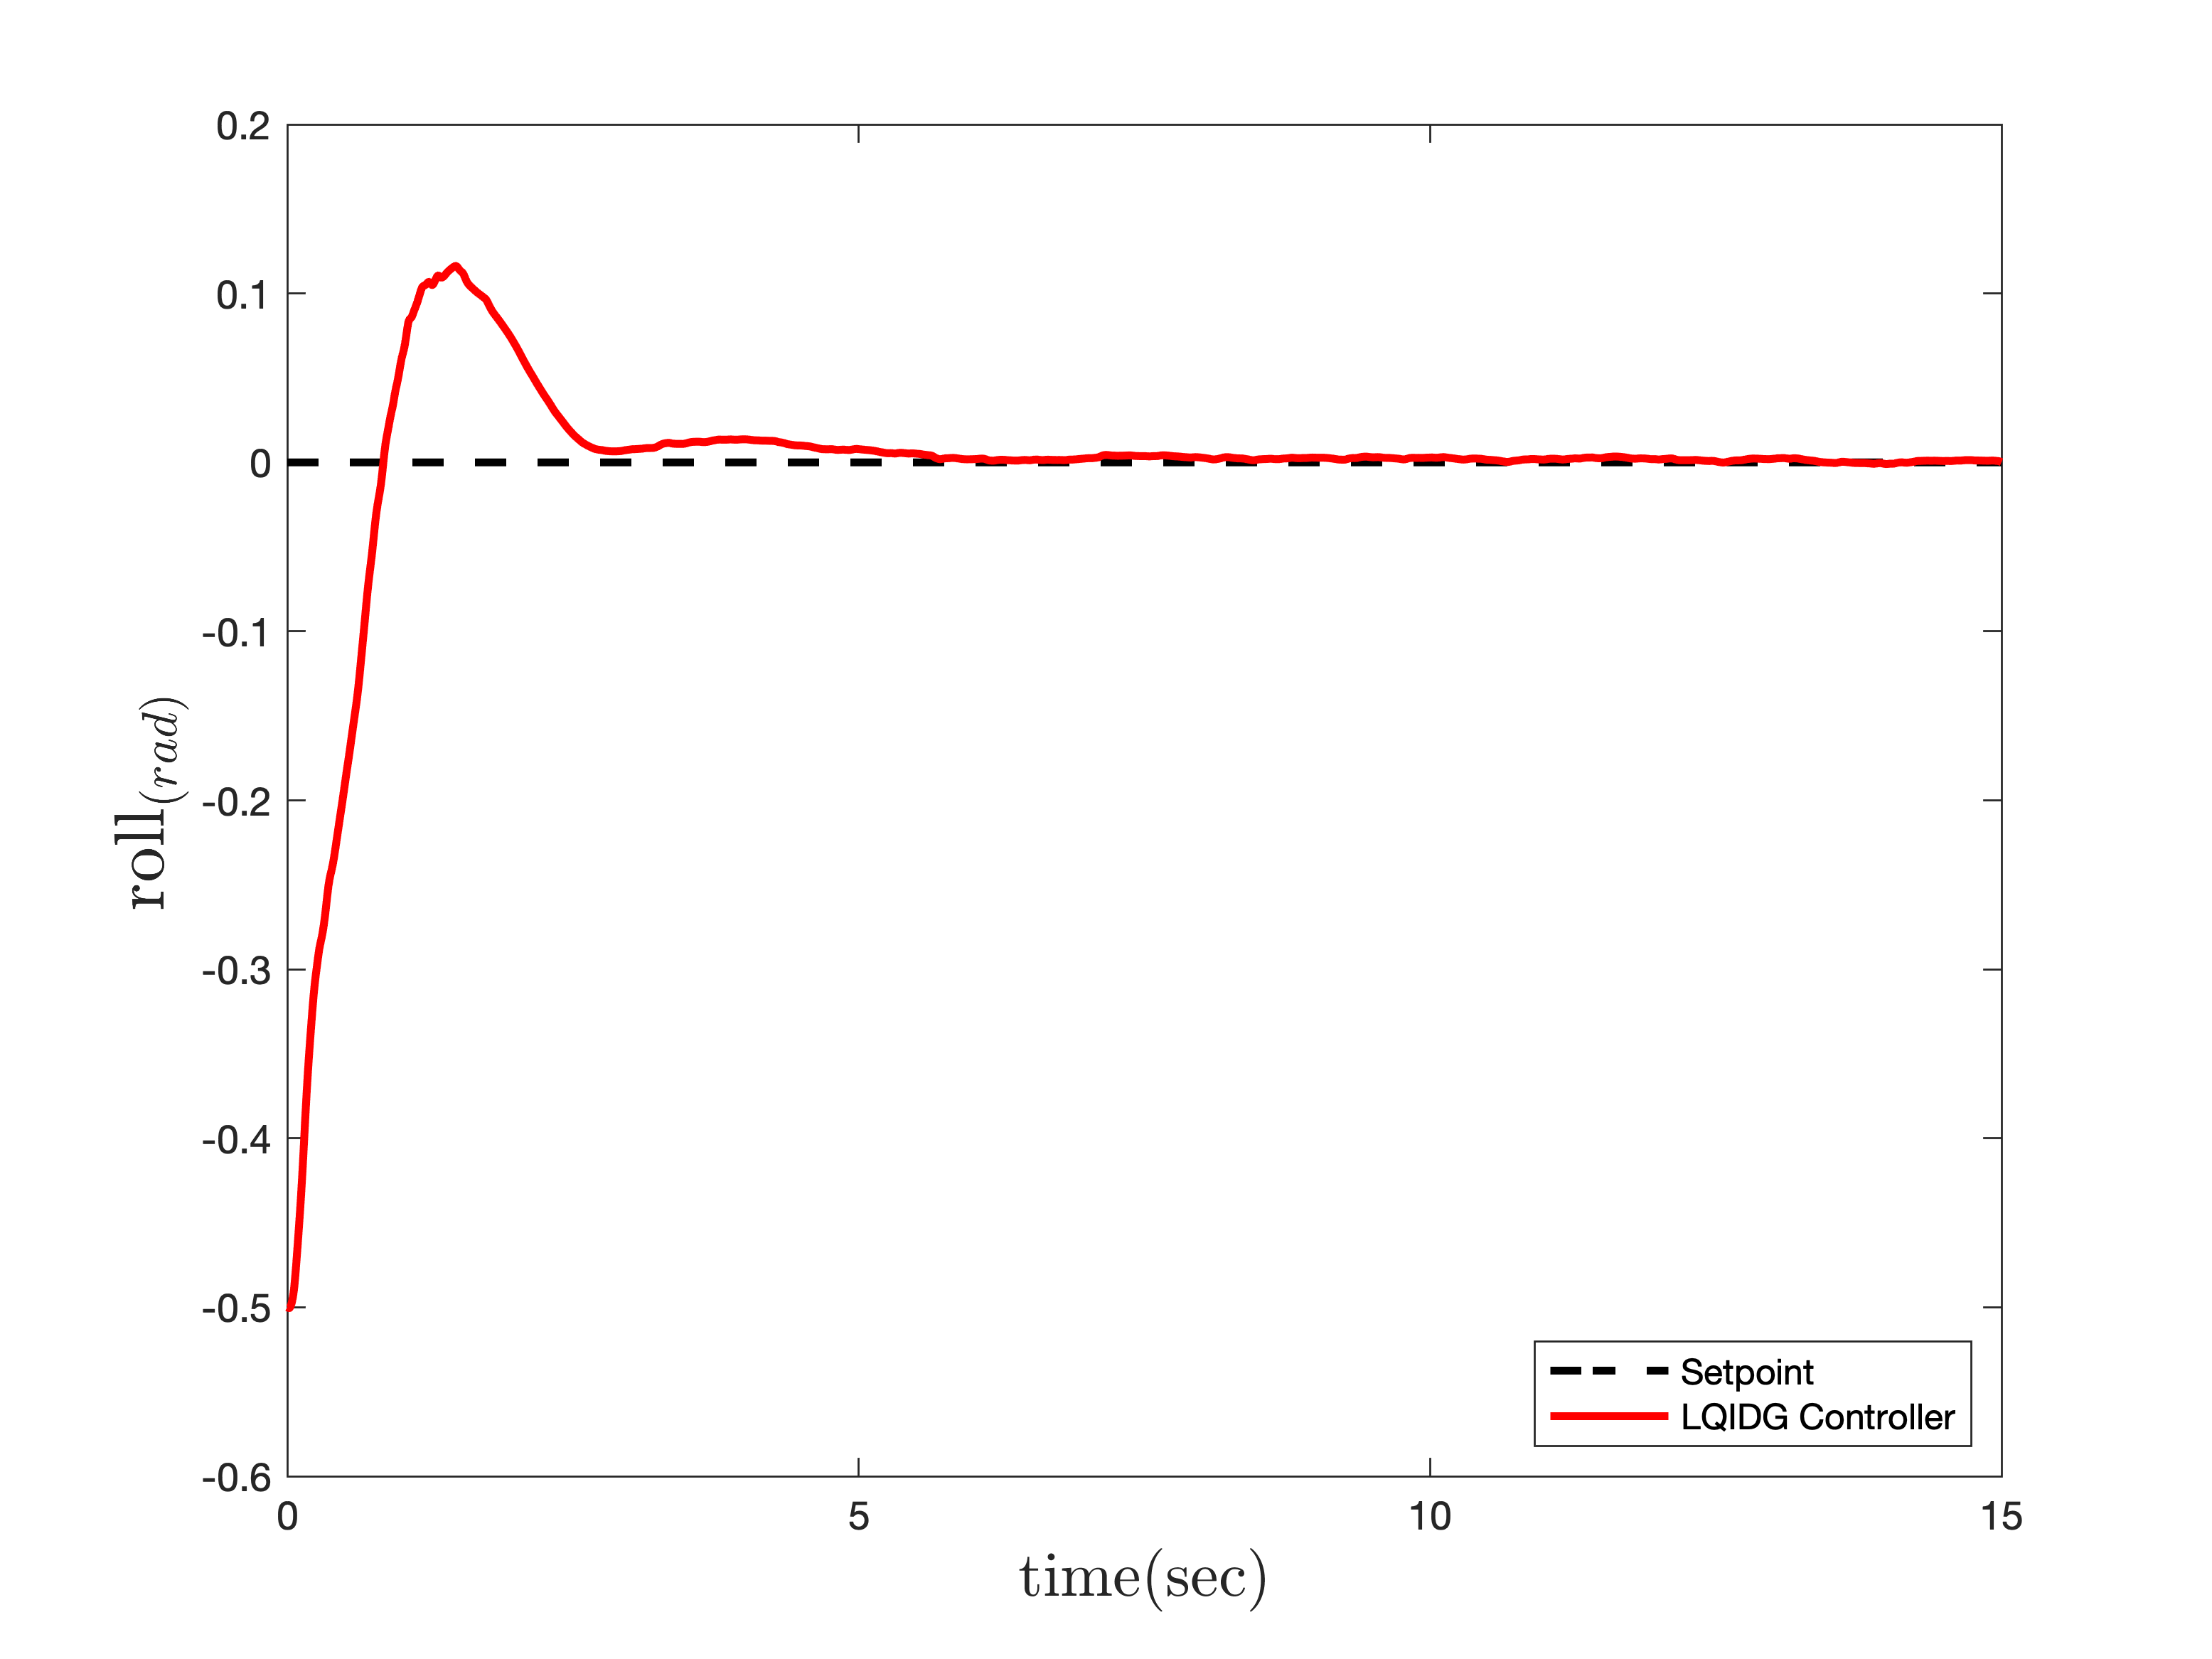 0.2
0.1
0
-0.1
-0.2
-0.3
-0.4
-0.5
-0.6
roll(rad)
0 5 10 15
time(sec)
Setpoint
LQIDG Controller